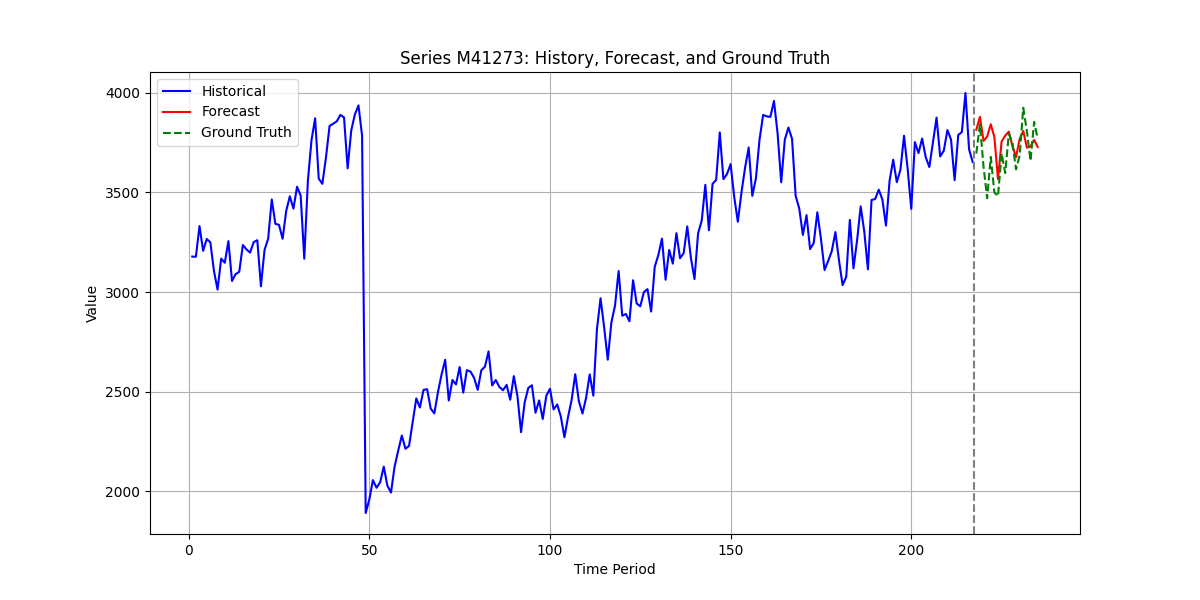 Series M41273: History, Forecast, and Ground Truth
Historical
Forecast
Ground Truth
4000
3500
3000
2500
2000
Value
0
50
100
150
200
Time Period